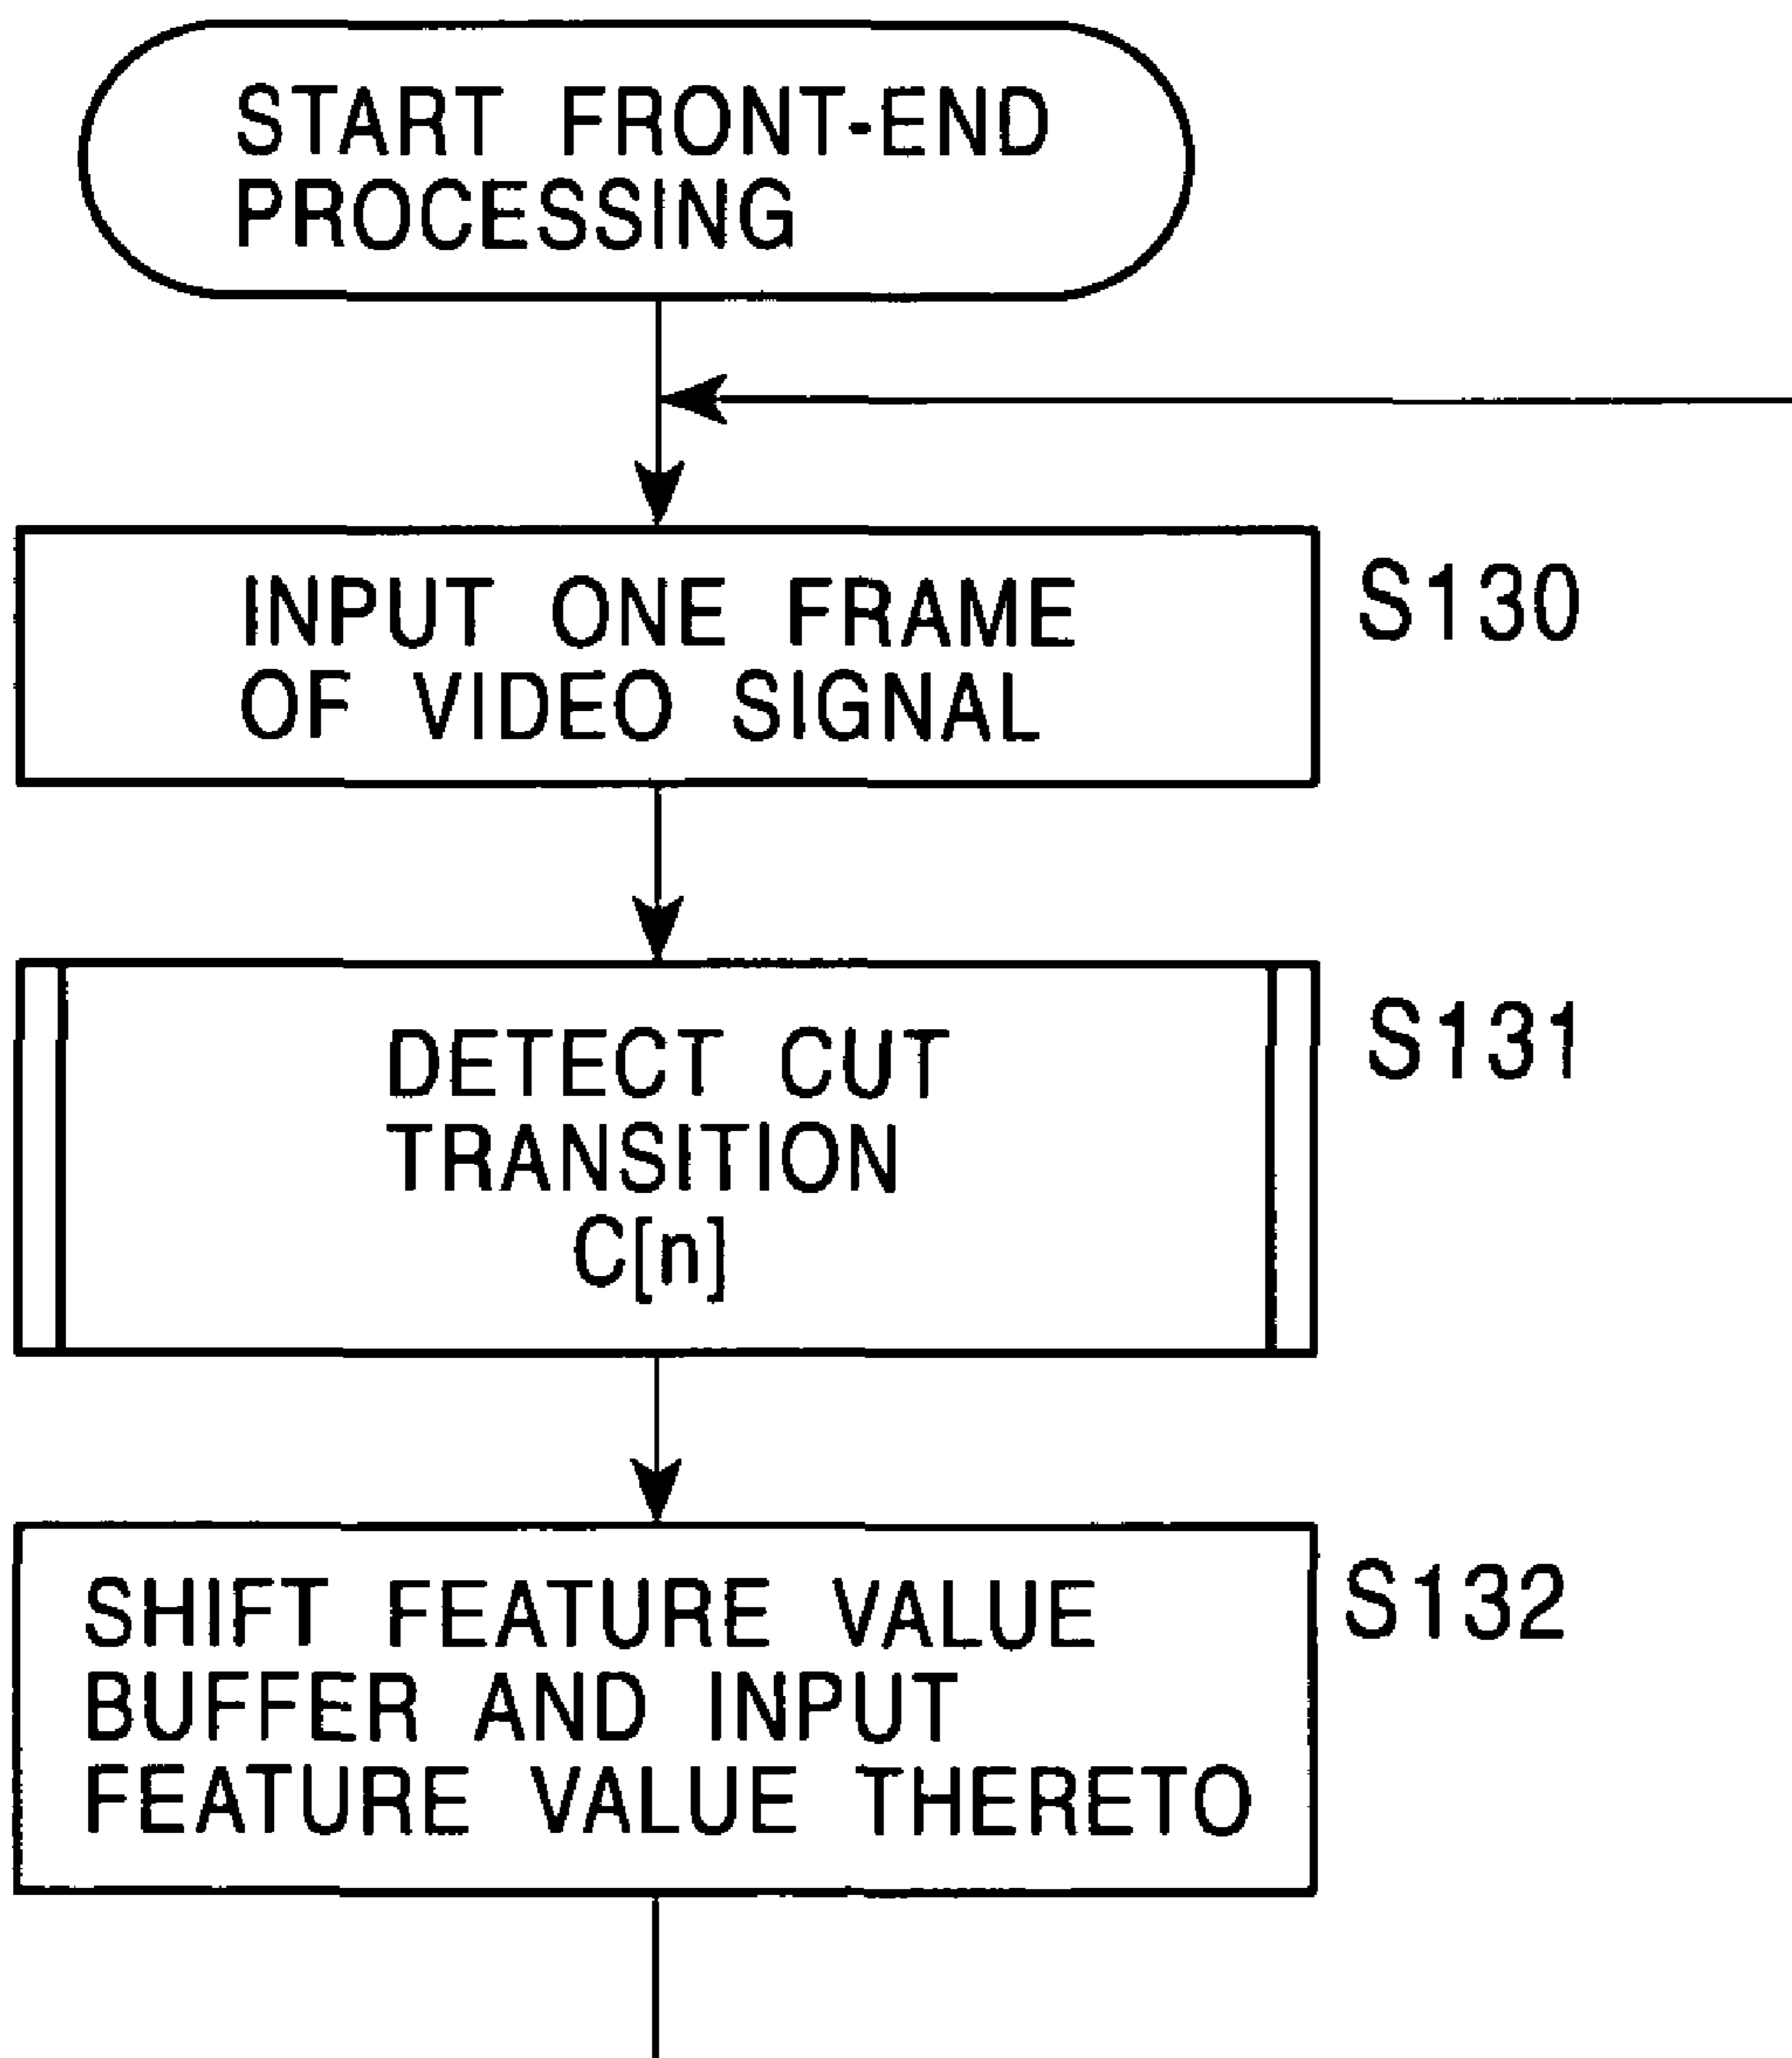 START FRONT-END
PROCESSING
INPUT ONE FRAME
OF VIDEO SIGNAL
S130
DETECT CUT
TRANSITION
C[n]
S131
SHIFT FEATURE VALUE
BUFFER AND INPUT
FEATURE VALUE THERETO
S132